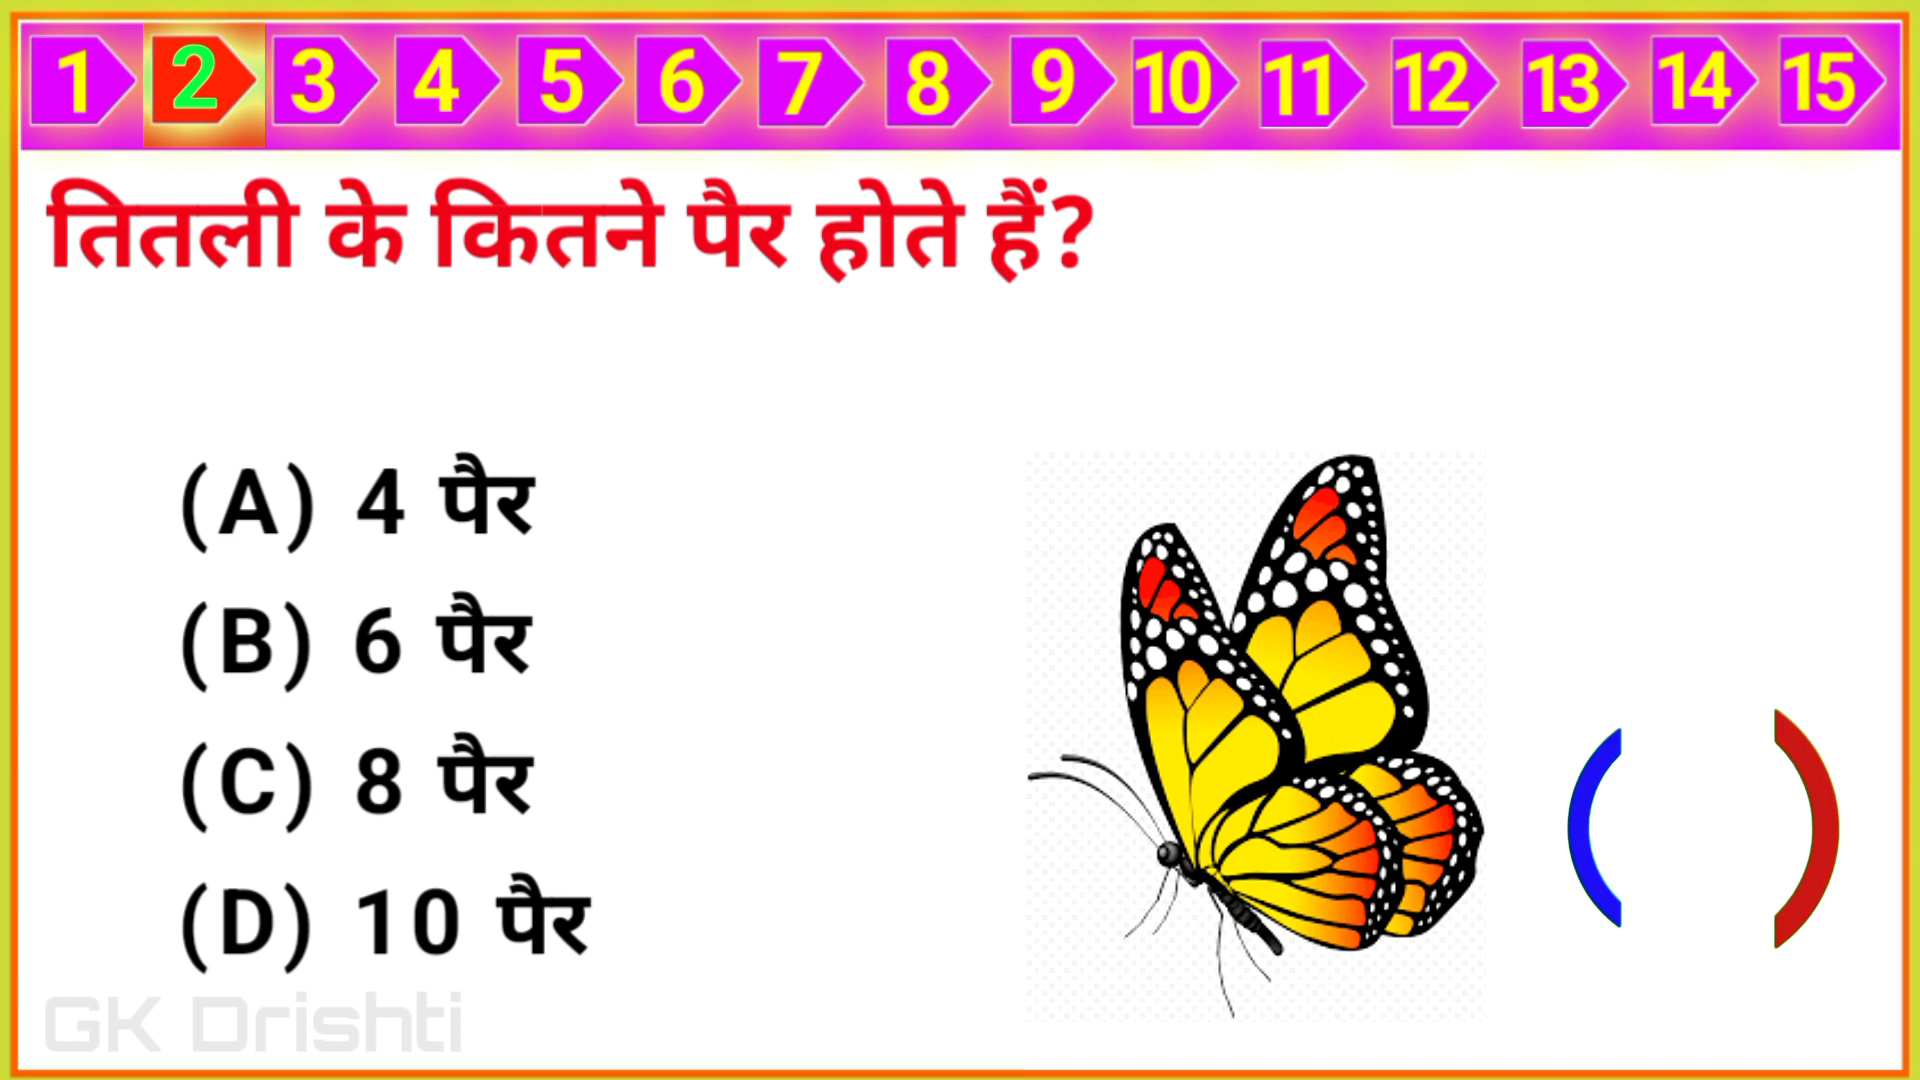 1 2 3 4 5 6 7 8 9 10 11 12 13 14 15
तितली के कितने पैर होते हैं?
(A) 4 पैर
(B) 6 पैर
(C) 8 पैर
(D) 10 पैर
GK Drishti